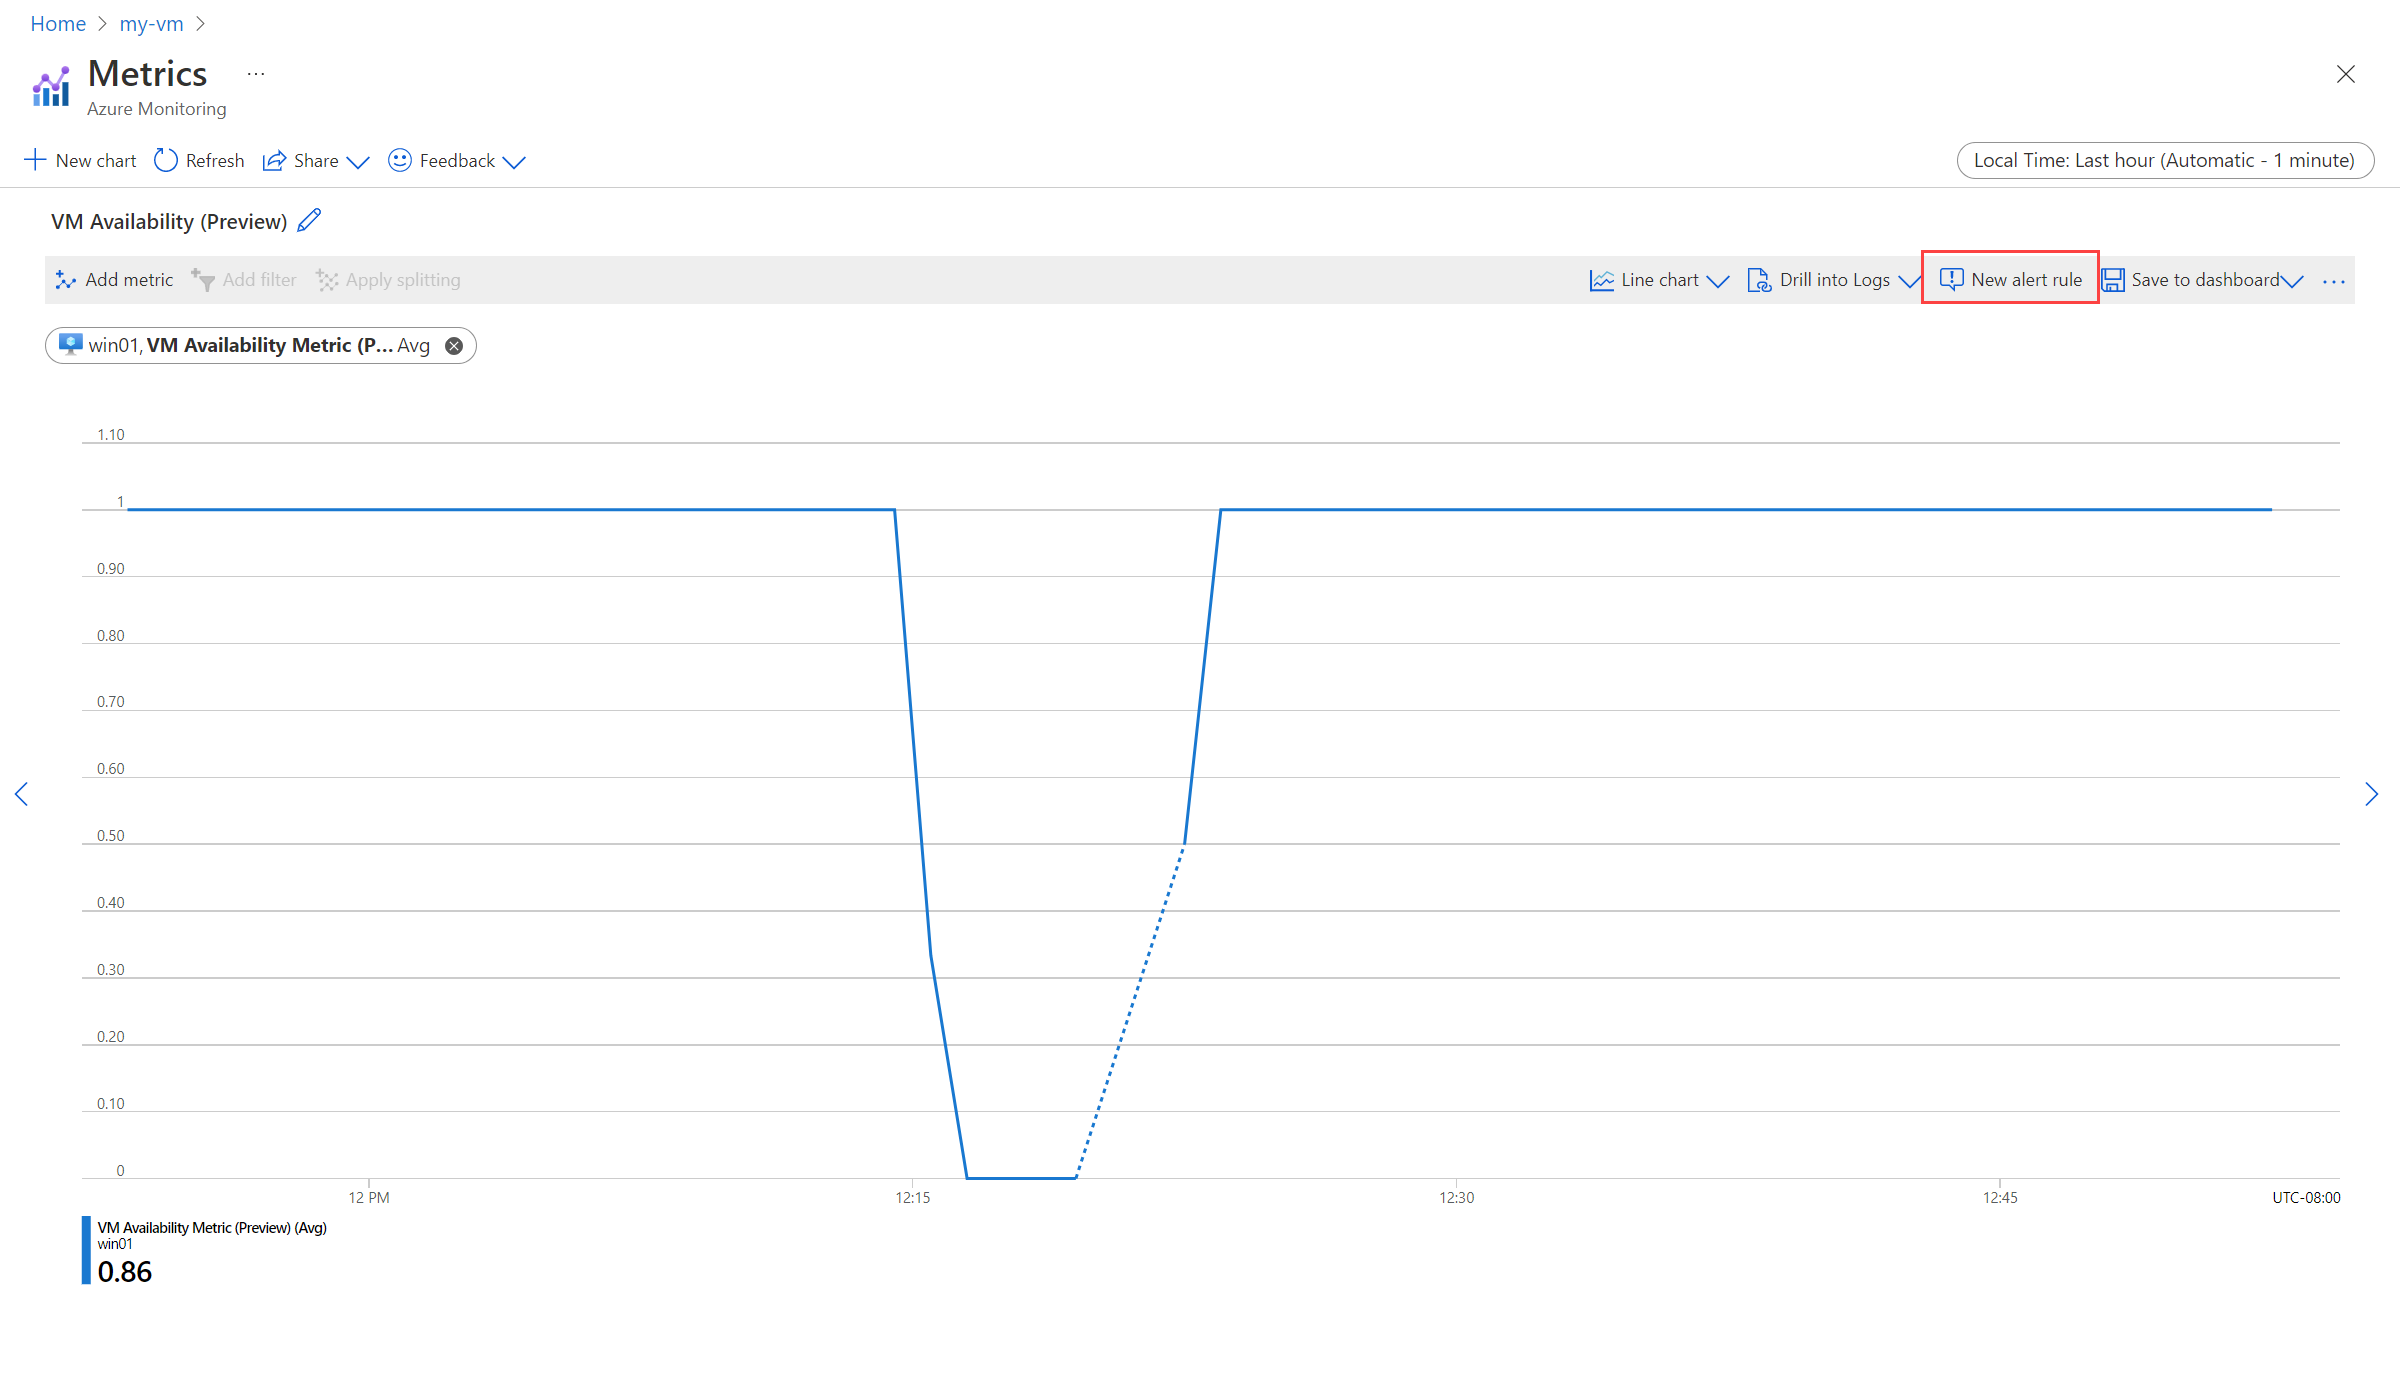 Home > my-vm >
Metrics ...
Azure Monitoring
New chart Refresh Share Feedback Local Time: Last hour (Automatic - 1 minute)
VM Availability (Preview)
Add metric Add filter Apply splitting Line chart Drill into Logs New alert rule Save to dashboard ...
win01, VM Availability Metric (P... Avg
1.10
1
0.90
0.80
0.70
0.60
0.50
0.40
0.30
0.20
0.10
0
12 PM 12:15 12:30 12:45 UTC-08:00
VM Availability Metric (Preview) (Avg)
win01
0.86